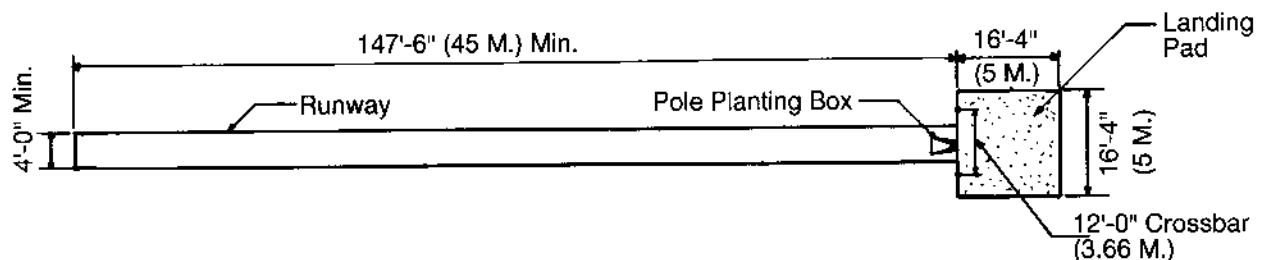 147'-6" (45 M.) Min.
16'-4"
(5 M.)
Landing
Pad
4'-0" Min.
Runway
Pole Planting Box
16'-4"
(5 M.)
12'-0" Crossbar
(3.66 M.)